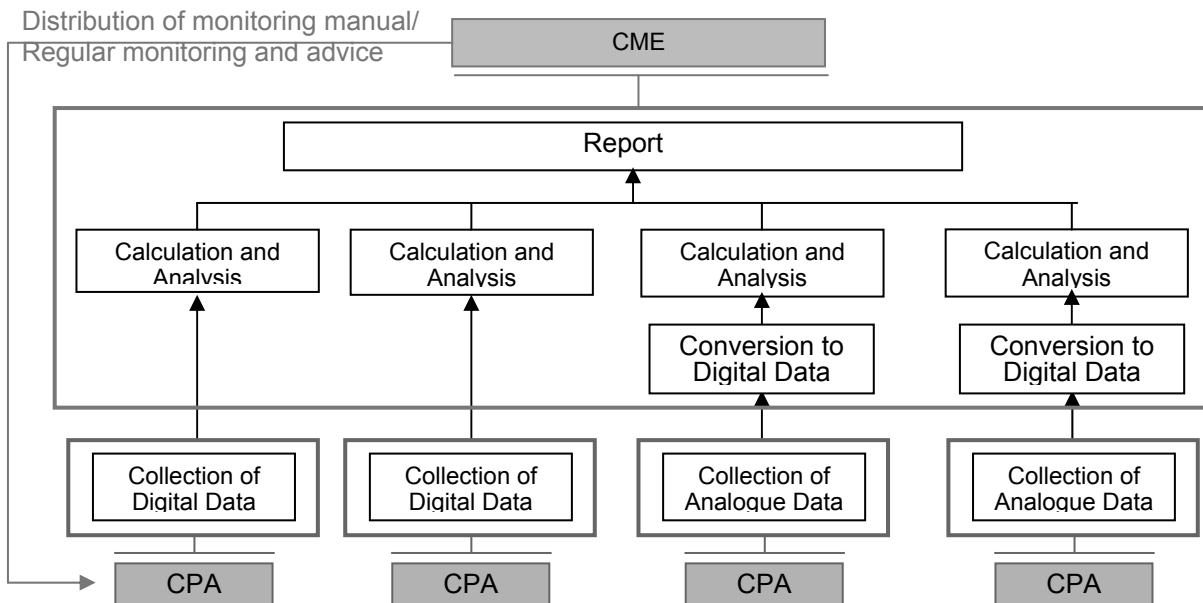 Distribution of monitoring manual/
Regular monitoring and advice
CME
Report
Calculation and
Analysis
Calculation and
Analysis
Calculation and
Analysis
Calculation and
Analysis
Conversion to
Digital Data
Conversion to
Digital Data
Collection of
Digital Data
Collection of
Digital Data
Collection of
Analogue Data
Collection of
Analogue Data
CPA
CPA
CPA
CPA